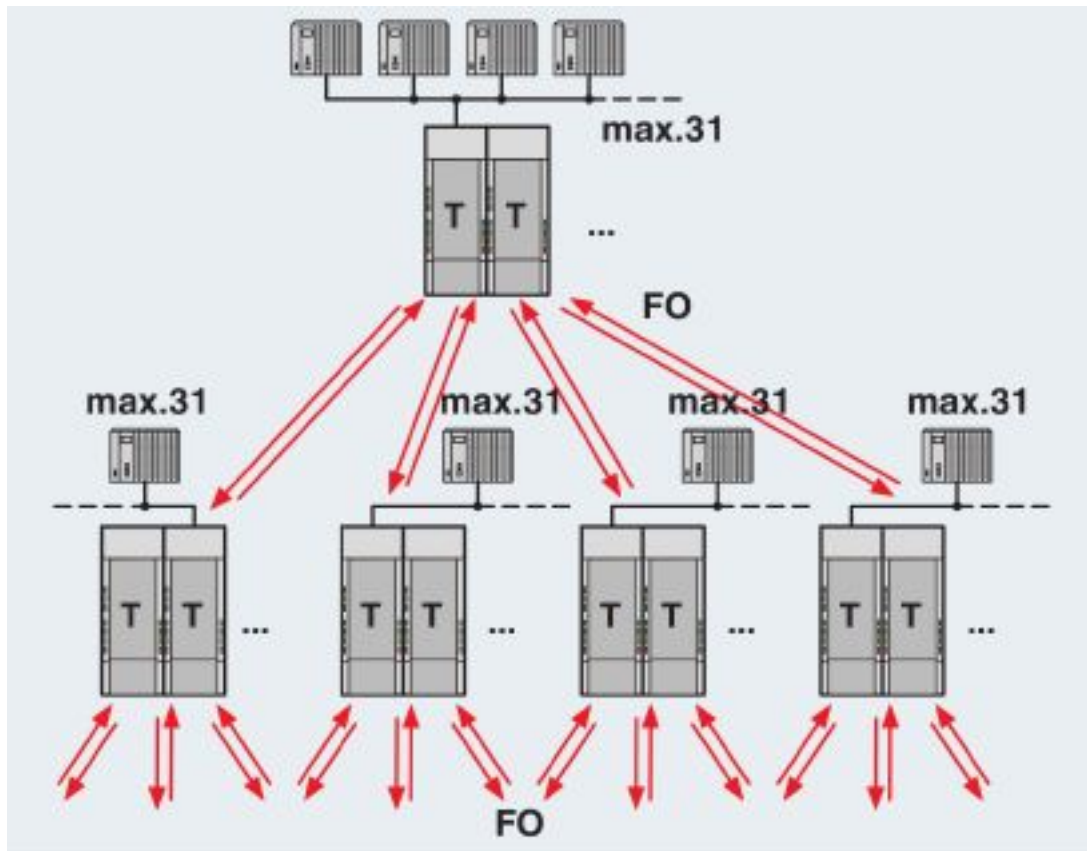 max.31
T T ...
FO
max.31 max.31 max.31 max.31
T T ... T T ... T T ... T T ...
FO